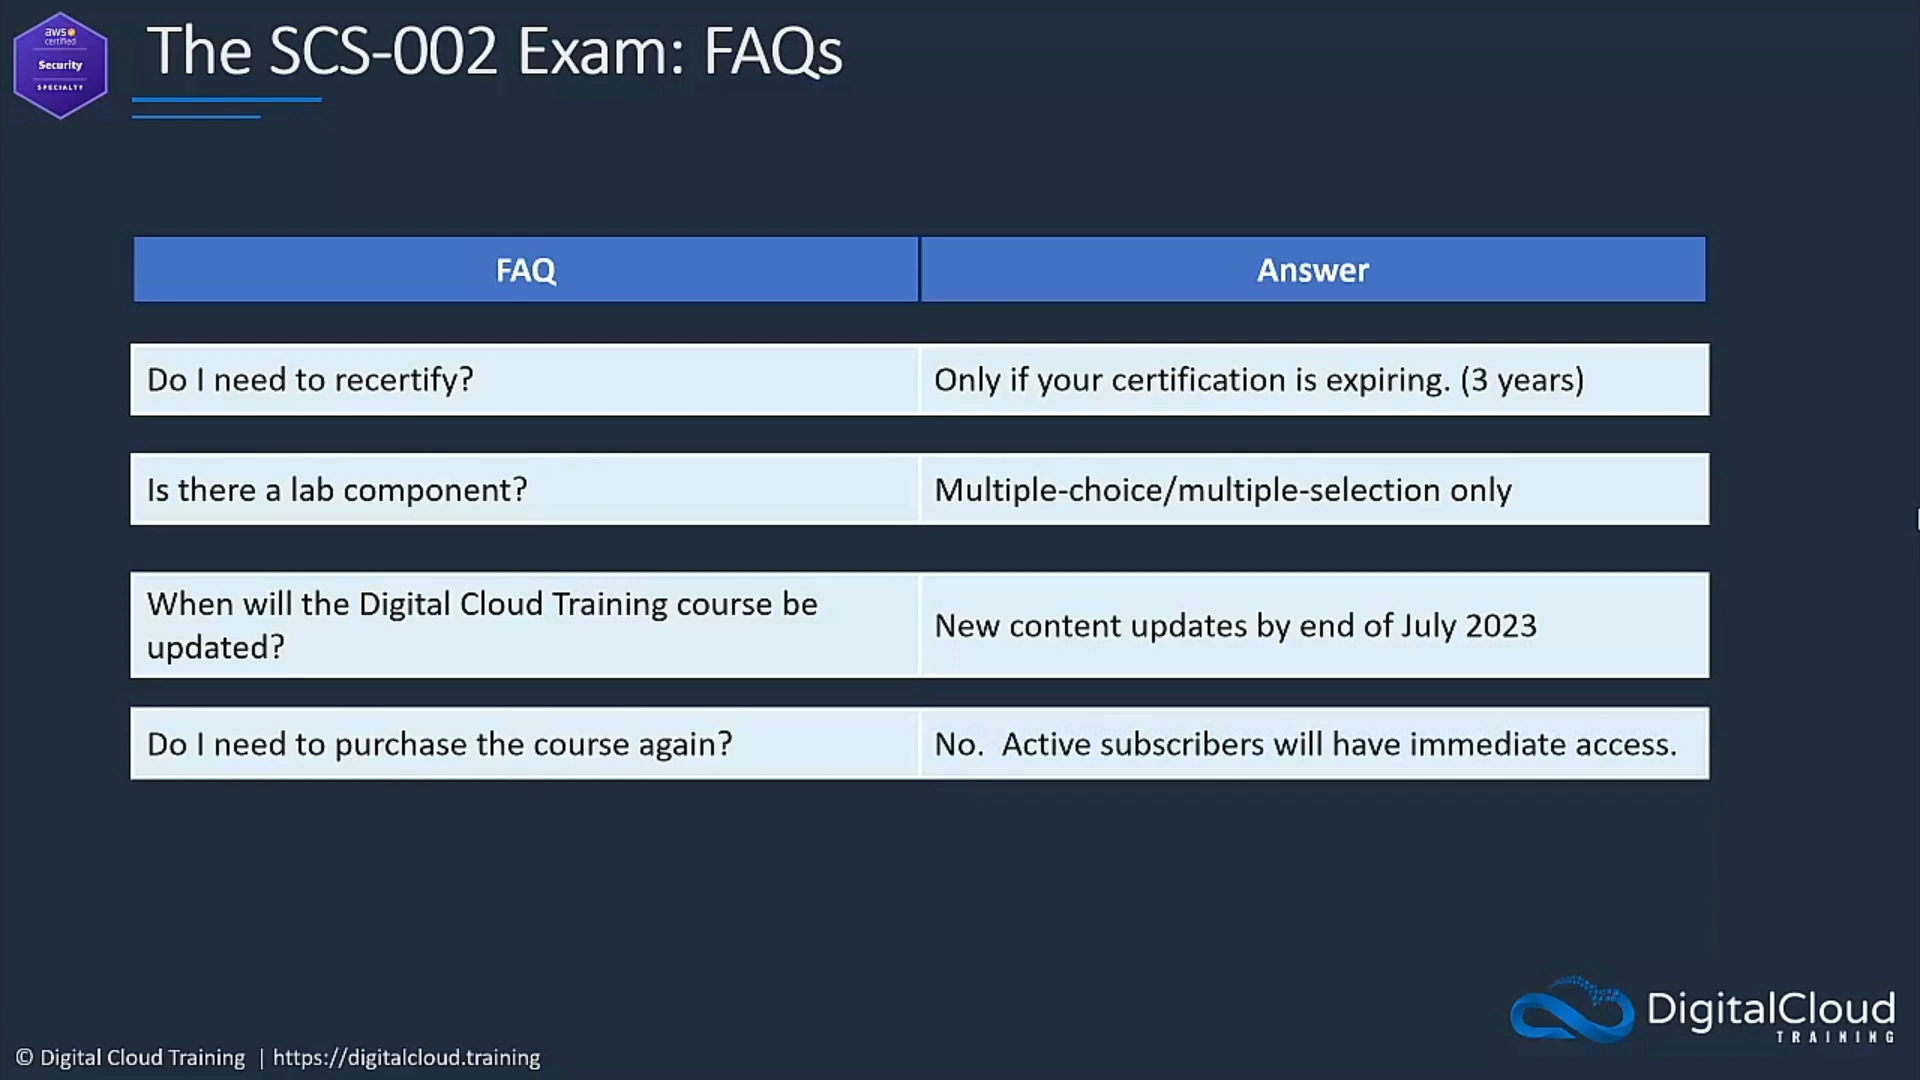 aws
certified
Security
SPECIALTY
The SCS-002 Exam: FAQs
FAQ
Answer
Do I need to recertify?
Only if your certification is expiring. (3 years)
Is there a lab component?
Multiple-choice/multiple-selection only
When will the Digital Cloud Training course be
updated?
New content updates by end of July 2023
Do I need to purchase the course again?
No.  Active subscribers will have immediate access.
DigitalCloud
TRAINING
© Digital Cloud Training | https://digitalcloud.training